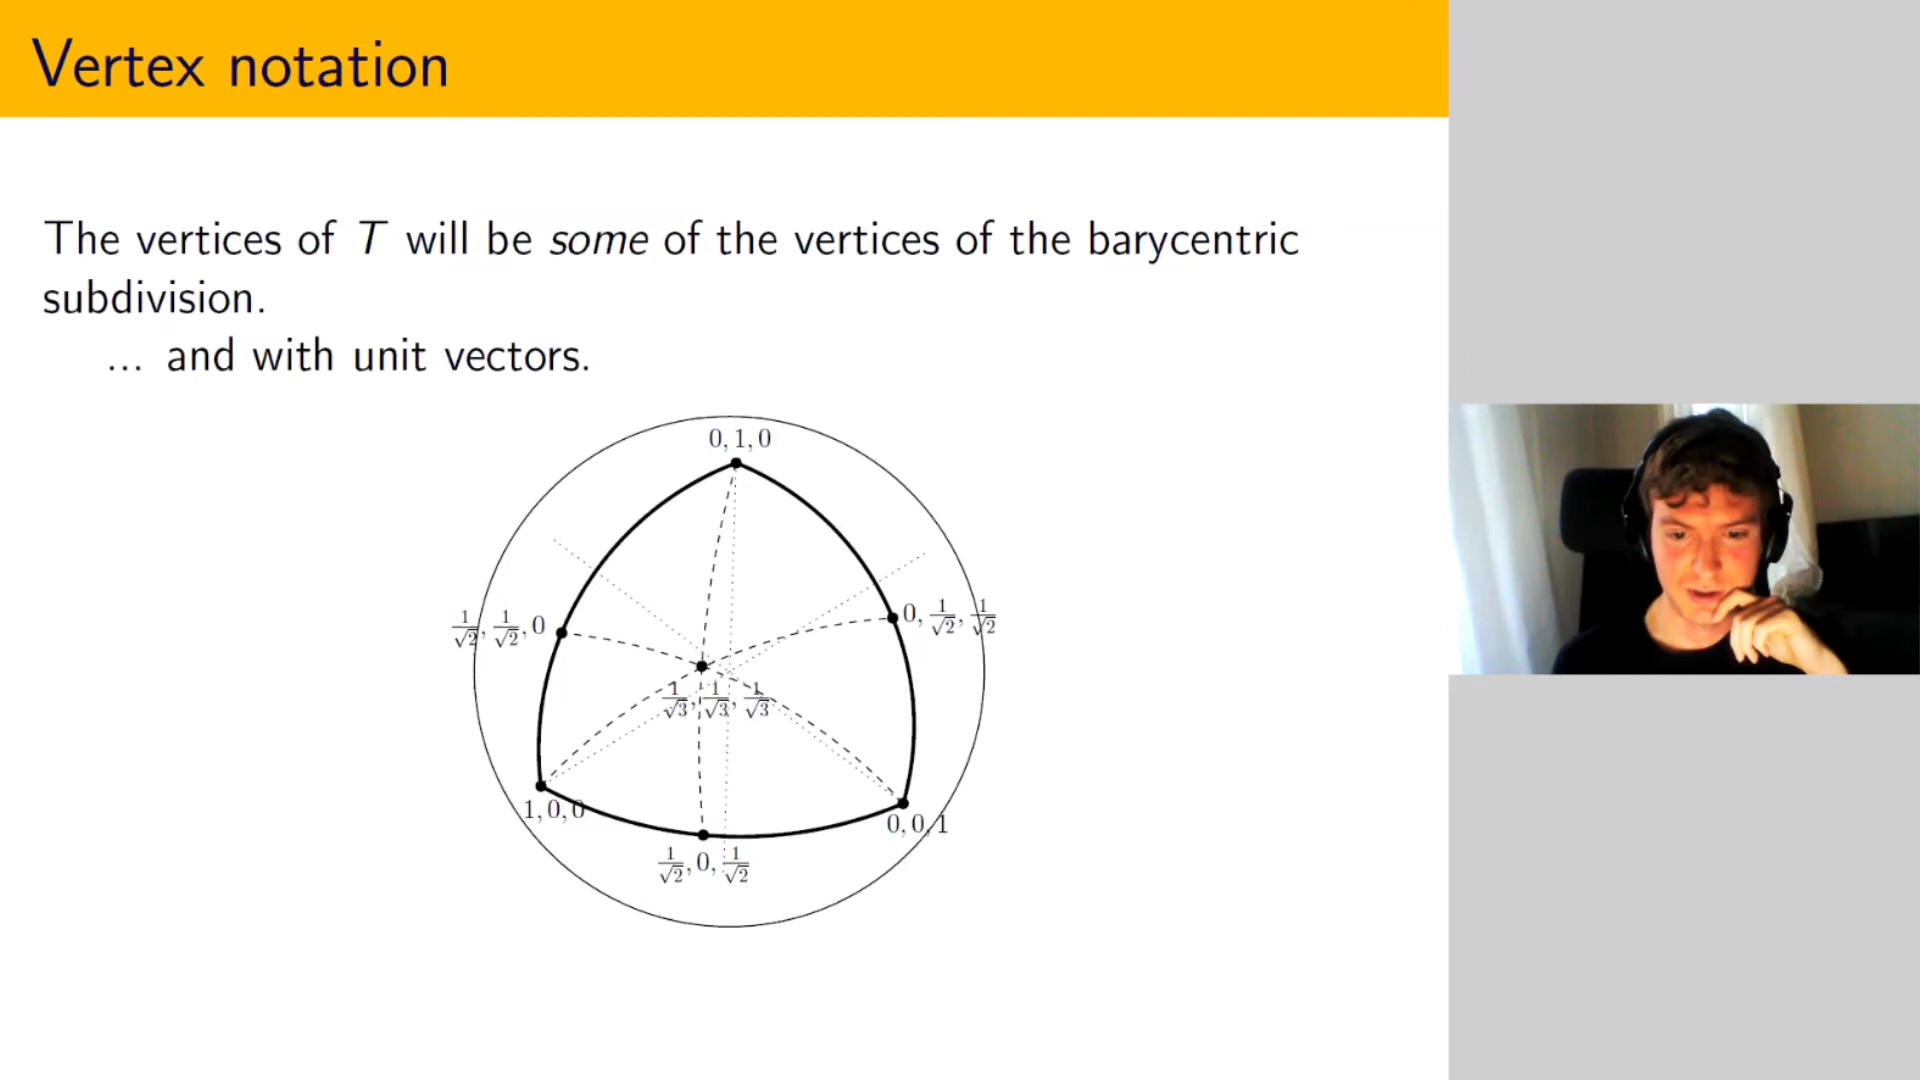 Vertex notation
The vertices of T will be some of the vertices of the barycentric
subdivision.
... and with unit vectors.
0, 1, 0
1/√2, 1/√2, 0
0, 1/√2, 1/√2
1/√3, 1/√3, 1/√3
1, 0, 0
0, 0, 1
1/√2, 0, 1/√2